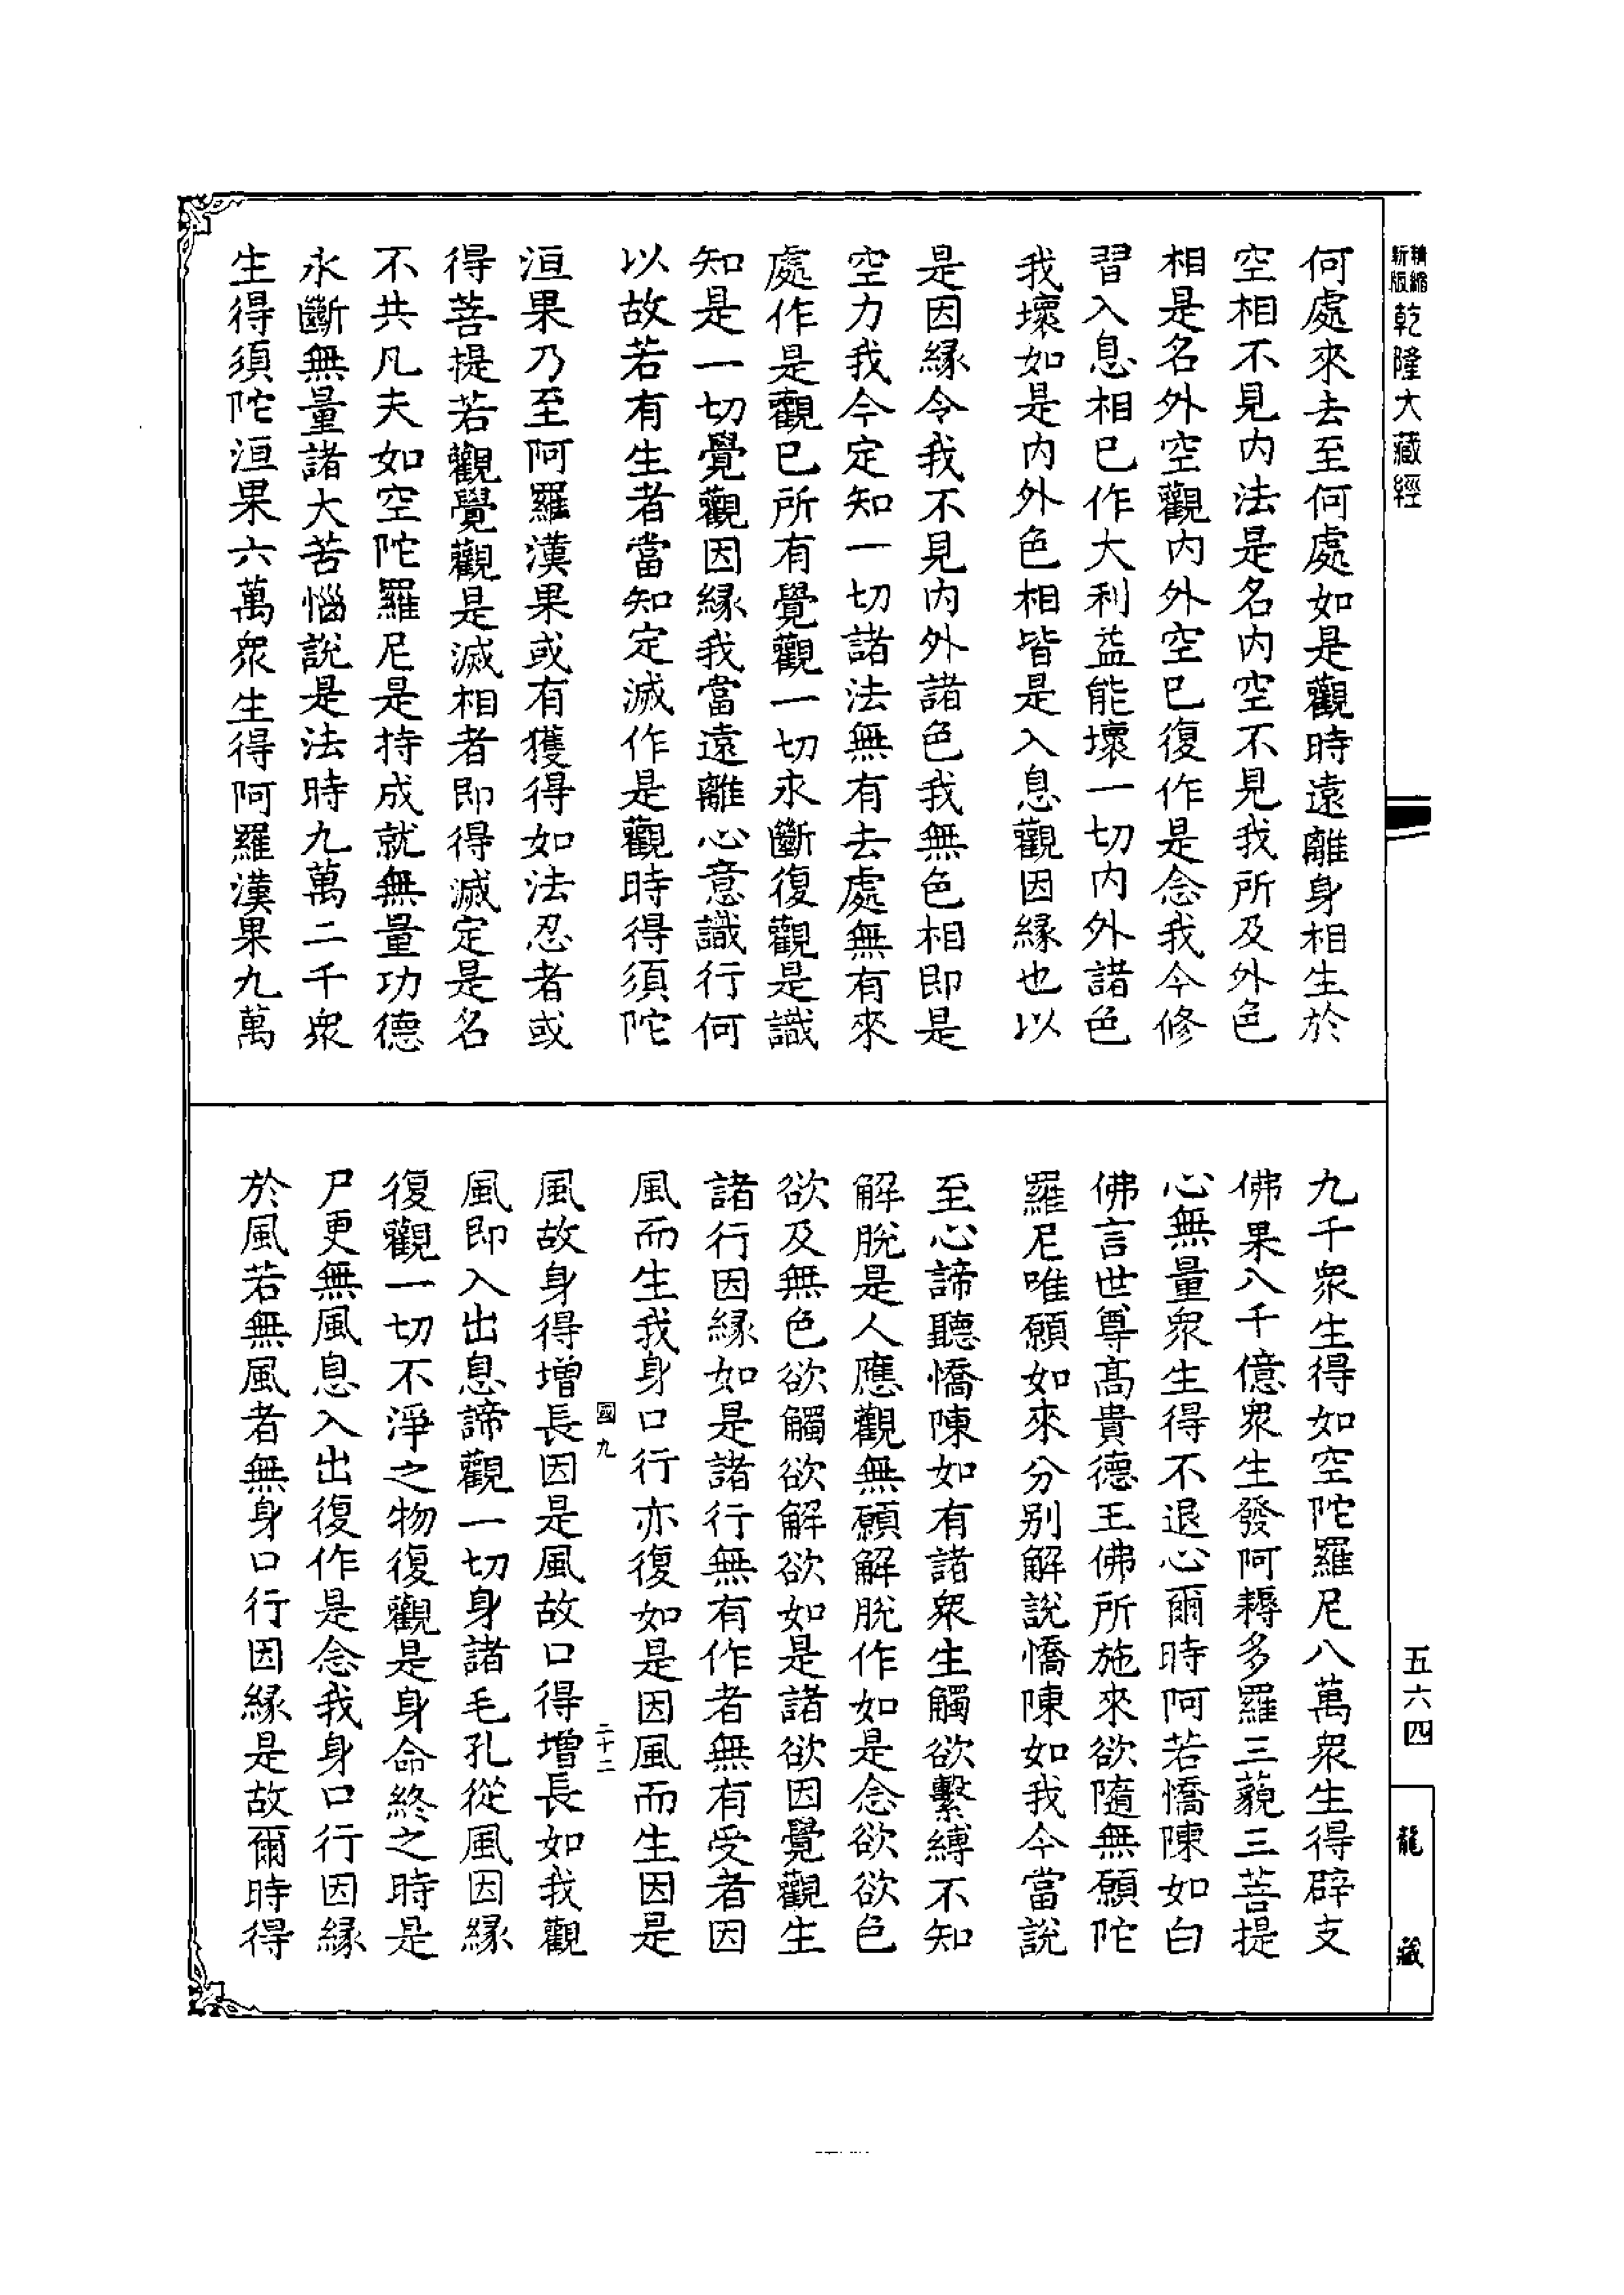 精縮新版乾隆大藏經
何處來去至何處如是觀時遠離身相生於
空相不見內法是名內空不見我所及外色
相是名外空觀內外空已復作是念我今修
習入息相已作大利益能壞一切內外諸色
我壞如是內外色相皆是入息觀因緣也以
是因緣令我不見內外諸色我無色相即是
空力我今定知一切諸法無有去處無有來
處作是觀已所有覺觀一切永斷復觀是識
知是一切覺觀因緣我當遠離心意識行何
以故若有生者當知定滅作是觀時得須陀
洹果乃至阿羅漢果或有獲得如法忍者或
得菩提若觀覺觀是滅相者即得滅定是名
不共凡夫如空陀羅尼是持成就無量功德
永斷無量諸大苦惱說是法時九萬二千眾
生得須陀洹果六萬眾生得阿羅漢果九萬
五六四
龍藏
九千眾生得如空陀羅尼八萬眾生得辟支
佛果八千億眾生發阿耨多羅三藐三菩提
心無量眾生得不退心爾時阿若憍陳如白
佛言世尊高貴德王佛所施來欲隨無願陀
羅尼唯願如來分别解說憍陳如我今當說
至心諦聽憍陳如有諸眾生觸欲繫縛不知
解脫是人應觀無願解脫作如是念欲欲色
欲及無色欲觸欲解欲如是諸欲因覺觀生
諸行因緣如是諸行無有作者無有受者因
風而生我身口行亦復如是因風而生因是
國九
二十二
風故身得增長因是風故口得增長如我觀
風即入出息諦觀一切身諸毛孔從風因緣
復觀一切不淨之物復觀是身命終之時是
尸更無風息入出復作是念我身口行因緣
於風若無風者無身口行因緣是故爾時得